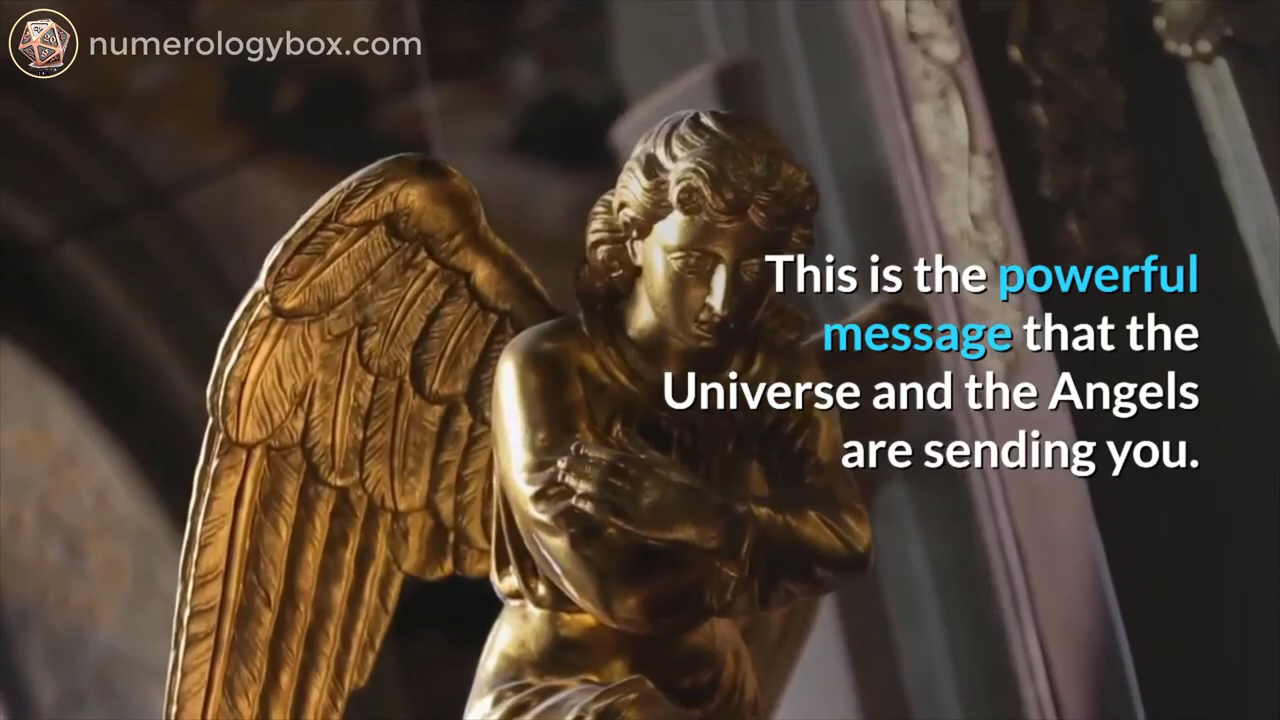 numerologybox.com
This is the powerful
message that the
Universe and the Angels
are sending you.